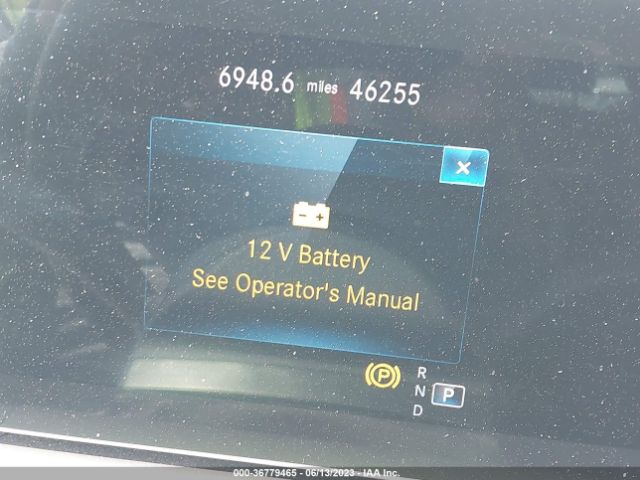 6948.6 miles 46255
×
12 V Battery
See Operator's Manual
(P) R
N P
D
000-36779465 - 06/13/2023 - IAA Inc.